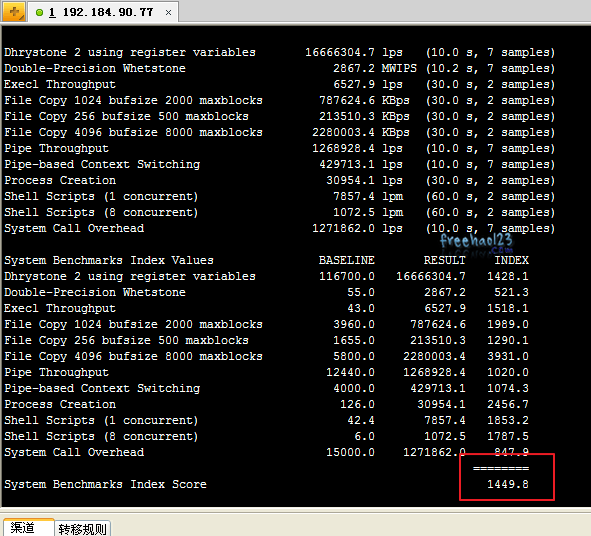 1 192.184.90.77 ×
Dhrystone 2 using register variables 16666304.7 lps (10.0 s, 7 samples)
Double-Precision Whetstone 2867.2 MWIPS (10.2 s, 7 samples)
Execl Throughput 6527.9 lps (30.0 s, 2 samples)
File Copy 1024 bufsize 2000 maxblocks 787624.6 KBps (30.0 s, 2 samples)
File Copy 256 bufsize 500 maxblocks 213510.3 KBps (30.0 s, 2 samples)
File Copy 4096 bufsize 8000 maxblocks 2280003.4 KBps (30.0 s, 2 samples)
Pipe Throughput 1268928.4 lps (10.0 s, 7 samples)
Pipe-based Context Switching 429713.1 lps (10.0 s, 7 samples)
Process Creation 30954.1 lps (30.0 s, 2 samples)
Shell Scripts (1 concurrent) 7857.4 lpm (60.0 s, 2 samples)
Shell Scripts (8 concurrent) 1072.5 lpm (60.0 s, 2 samples)
System Call Overhead 1271862.0 lps (10.0 s, 7 samples)
freehao123
.com
System Benchmarks Index Values BASELINE RESULT INDEX
Dhrystone 2 using register variables 116700.0 16666304.7 1428.1
Double-Precision Whetstone 55.0 2867.2 521.3
Execl Throughput 43.0 6527.9 1518.1
File Copy 1024 bufsize 2000 maxblocks 3960.0 787624.6 1989.0
File Copy 256 bufsize 500 maxblocks 1655.0 213510.3 1290.1
File Copy 4096 bufsize 8000 maxblocks 5800.0 2280003.4 3931.0
Pipe Throughput 12440.0 1268928.4 1020.0
Pipe-based Context Switching 4000.0 429713.1 1074.3
Process Creation 126.0 30954.1 2456.7
Shell Scripts (1 concurrent) 42.4 7857.4 1853.2
Shell Scripts (8 concurrent) 6.0 1072.5 1787.5
System Call Overhead 15000.0 1271862.0 847.9
========
System Benchmarks Index Score 1449.8
渠道 转移规则